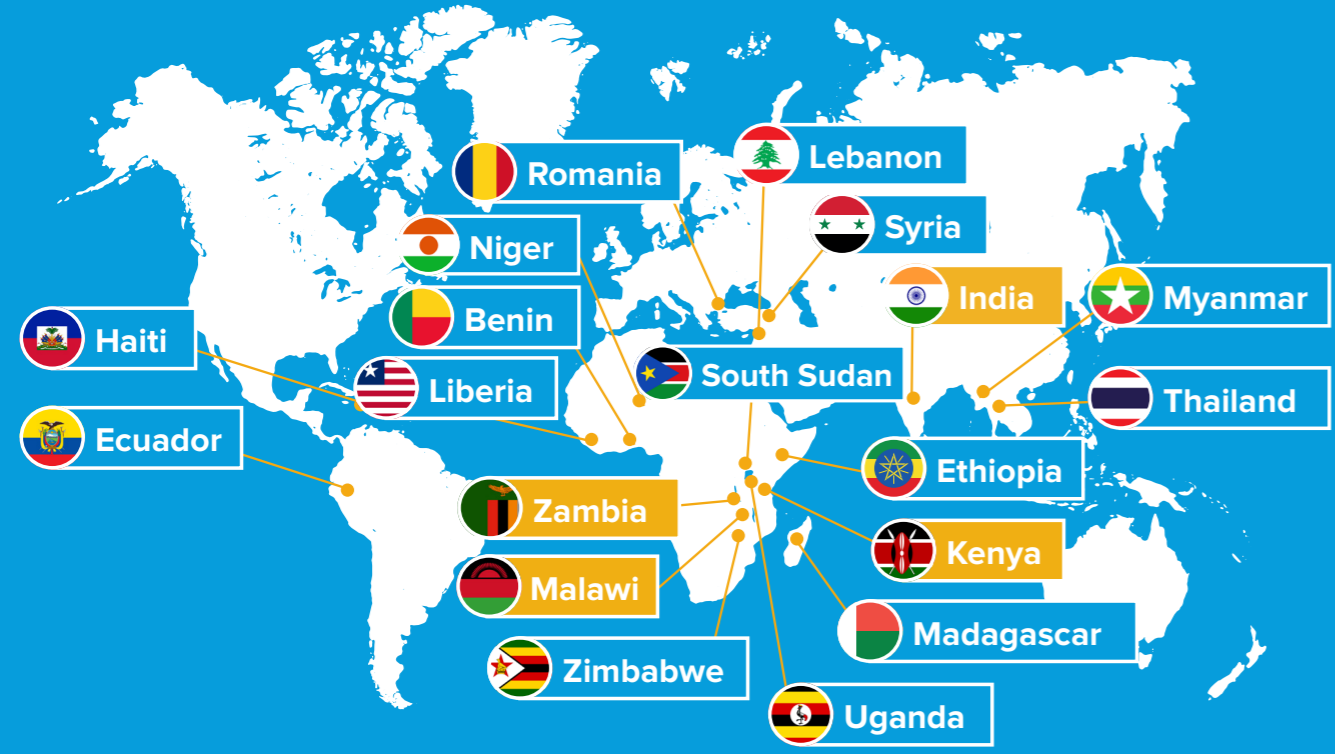 Romania
Lebanon
Niger
Syria
India
Myanmar
Benin
Haiti
South Sudan
Liberia
Thailand
Ecuador
Ethiopia
Zambia
Kenya
Malawi
Madagascar
Zimbabwe
Uganda